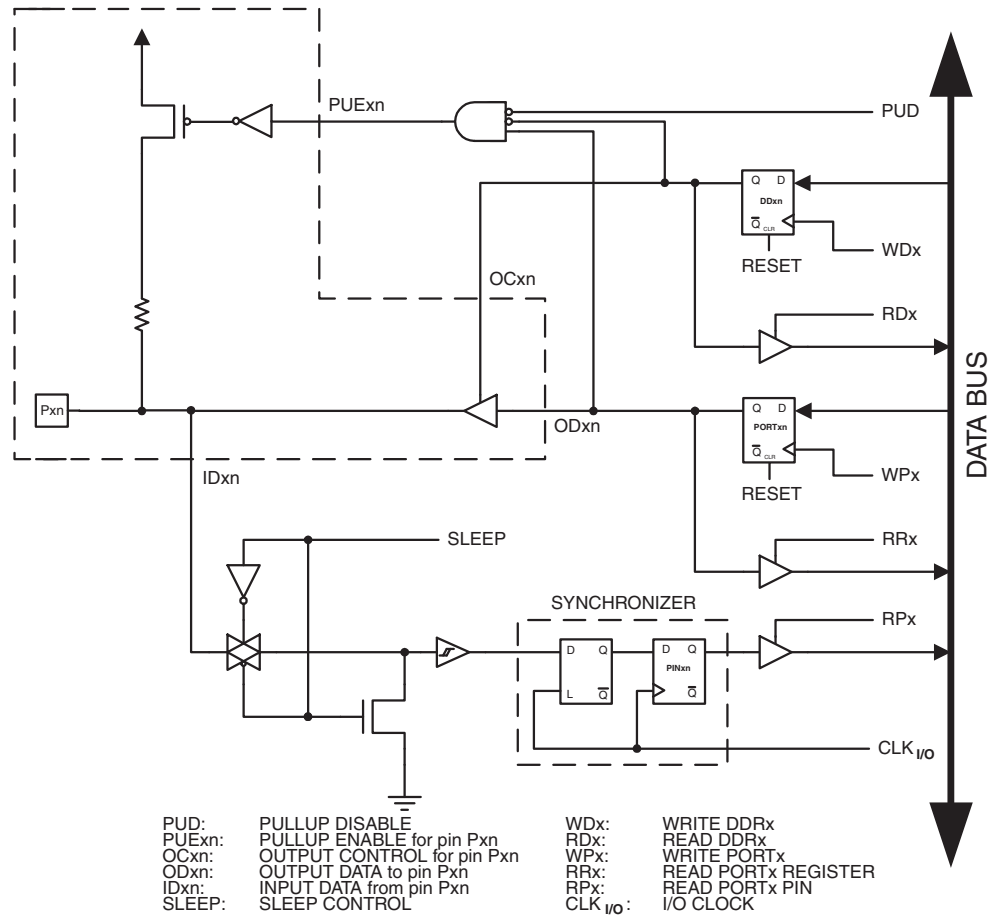 PUExn
PUD
Q D
DDxn
Q CLR
WDx
RESET
OCxn
RDx
Pxn
ODxn
Q D
PORTxn
Q CLR
WPx
RESET
IDxn
DATA BUS
SLEEP
RRx
SYNCHRONIZER
RPx
D Q
L Q
D Q
PINxn
Q
CLK I/O
PUD: PULLUP DISABLE
PUExn: PULLUP ENABLE for pin Pxn
OCxn: OUTPUT CONTROL for pin Pxn
ODxn: OUTPUT DATA to pin Pxn
IDxn: INPUT DATA from pin Pxn
SLEEP: SLEEP CONTROL
WDx: WRITE DDRx
RDx: READ DDRx
WPx: WRITE PORTx
RRx: READ PORTx REGISTER
RPx: READ PORTx PIN
CLK I/O: I/O CLOCK